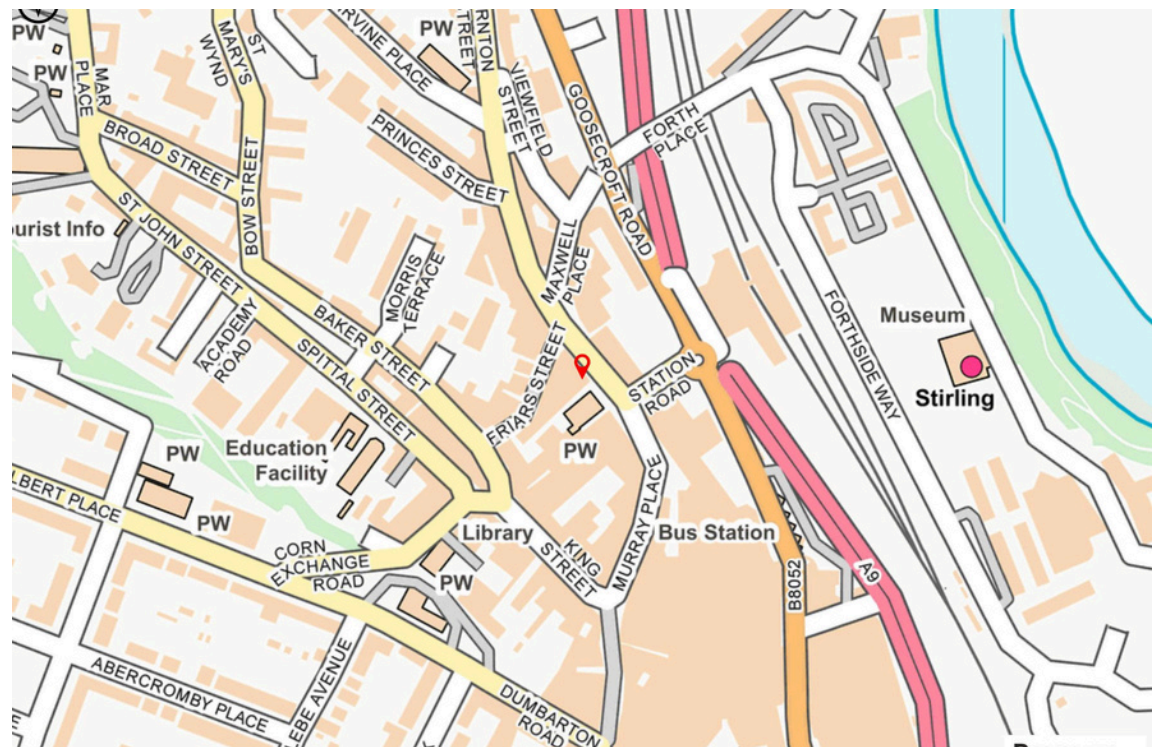 PW
PW
PW
MAR
PLACE
ST
MARY'S
WYND
RVINE PLACE
RNTON
STREET
VIEWFIELD
STREET
GOOSECROFT ROAD
FORTH
PLACE
BROAD STREET
PRINCES STREET
BOW STREET
ST JOHN STREET
urist Info
MORRIS
TERRACE
MAXWELL
PLACE
ACADEMY
ROAD
BAKER STREET
SPITTAL STREET
FRIARS STREET
STATION
ROAD
FORTHSIDE WAY
Museum
Stirling
PW
Education
Facility
PW
PW
LBERT PLACE
Library
KING
STREET
MURRAY PLACE
Bus Station
CORN
EXCHANGE
ROAD
PW
B8052
A9
ABERCROMBY PLACE
EBE AVENUE
DUMBARTON
ROAD